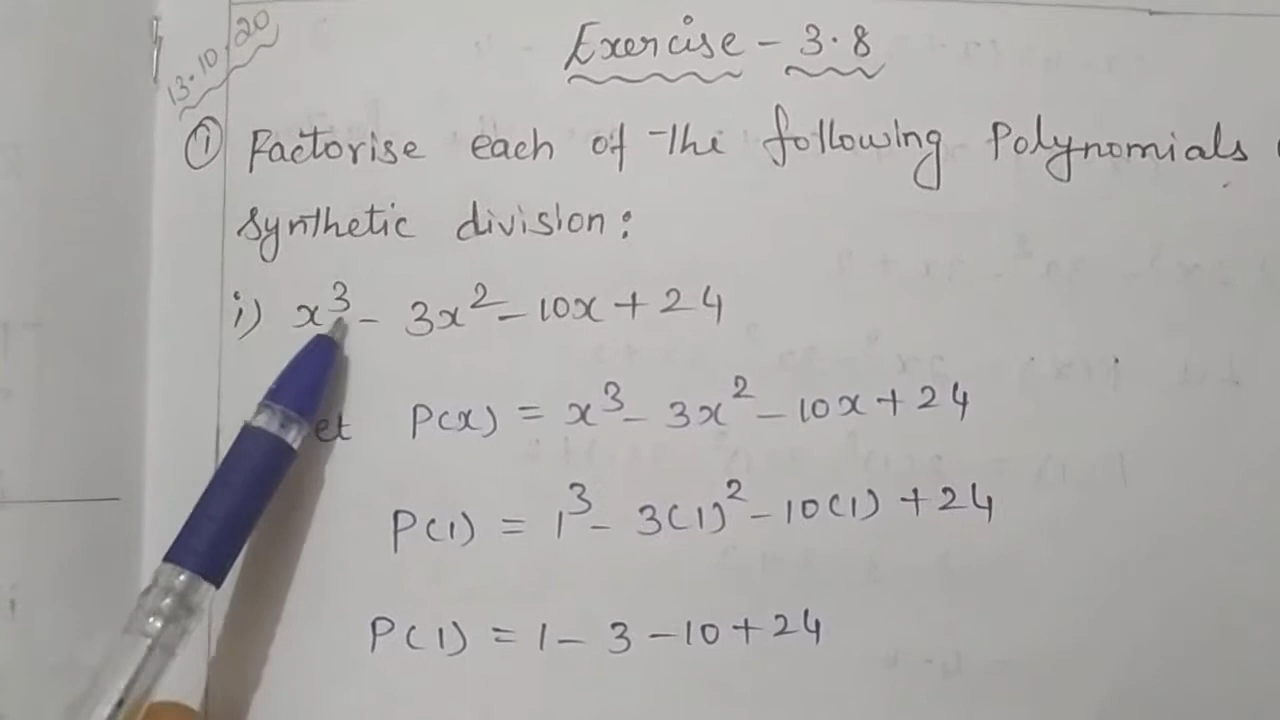 13.10.20
Exercise - 3.8
① Factorise each of the following Polynomials
synthetic division:
i) x³ - 3x² - 10x + 24
et P(x) = x³ - 3x² - 10x + 24
P(1) = 1³ - 3(1)² - 10(1) + 24
P(1) = 1 - 3 - 10 + 24